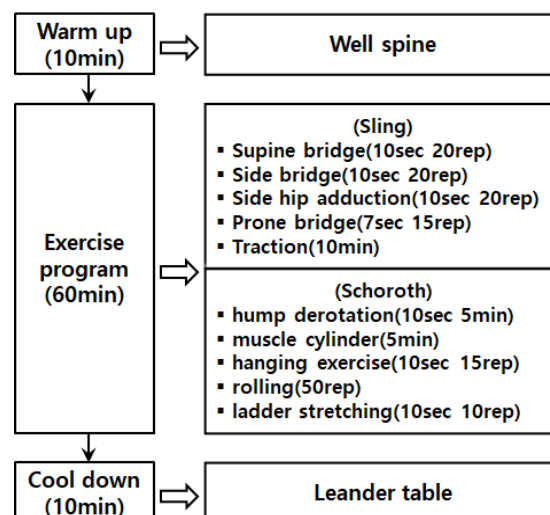 Warm up
(10min)
Well spine
Exercise
program
(60min)
(Sling)
▪ Supine bridge(10sec 20rep)
▪ Side bridge(10sec 20rep)
▪ Side hip adduction(10sec 20rep)
▪ Prone bridge(7sec 15rep)
▪ Traction(10min)
(Schoroth)
▪ hump derotation(10sec 5min)
▪ muscle cylinder(5min)
▪ hanging exercise(10sec 15rep)
▪ rolling(50rep)
▪ ladder stretching(10sec 10rep)
Cool down
(10min)
Leander table